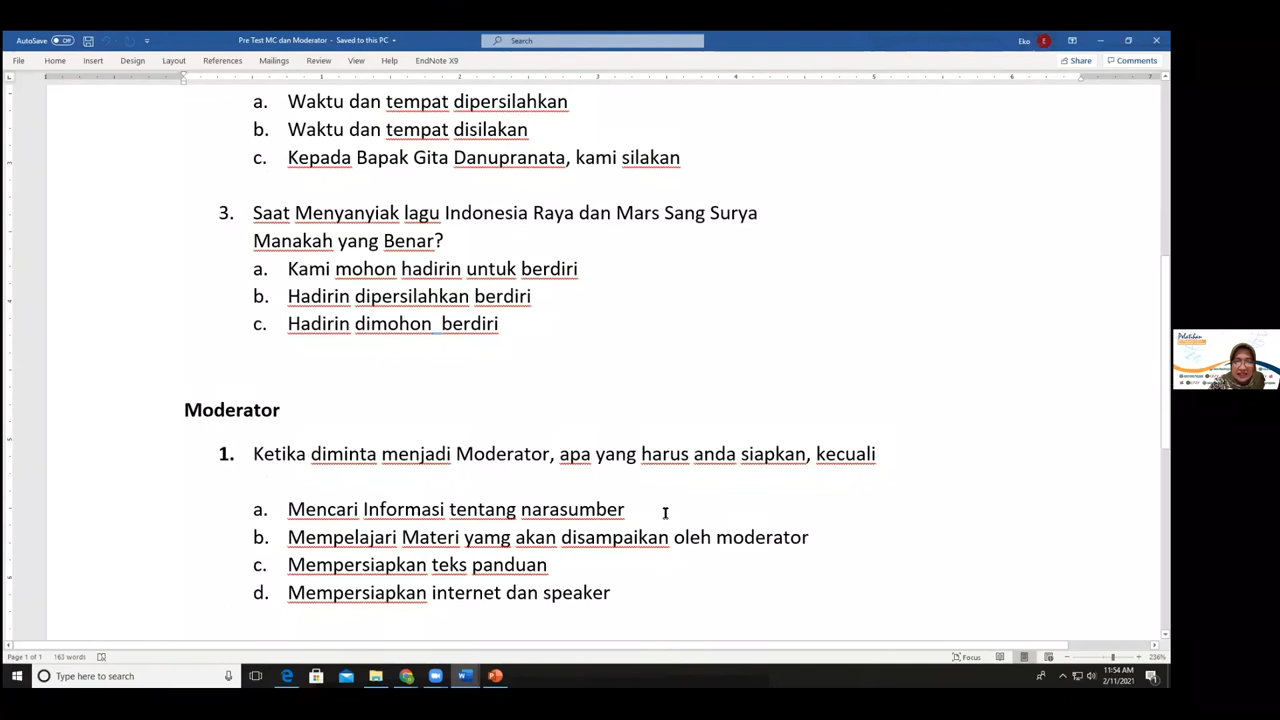 AutoSave Off
Pre Test MC dan Moderator - Saved to this PC
Search
Eko E
File Home Insert Design Layout References Mailings Review View Help EndNote X9
Share Comments
a. Waktu dan tempat dipersilahkan
b. Waktu dan tempat disilakan
c. Kepada Bapak Gita Danupranata, kami silakan
3. Saat Menyanyiak lagu Indonesia Raya dan Mars Sang Surya
Manakah yang Benar?
a. Kami mohon hadirin untuk berdiri
b. Hadirin dipersilahkan berdiri
c. Hadirin dimohon berdiri
Moderator
1. Ketika diminta menjadi Moderator, apa yang harus anda siapkan, kecuali
a. Mencari Informasi tentang narasumber
b. Mempelajari Materi yamg akan disampaikan oleh moderator
c. Mempersiapkan teks panduan
d. Mempersiapkan internet dan speaker
Pelatihan
Page 1 of 1 163 words
Focus
236%
Type here to search
11:54 AM
2/11/2021